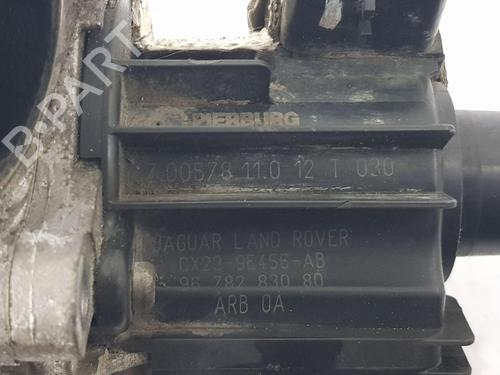 PIERBURG
7.00578.11.0 12 T 030
JAGUAR LAND ROVER
CX23-9E456-AB
96 782 830 80
ARB 0A
B-PART